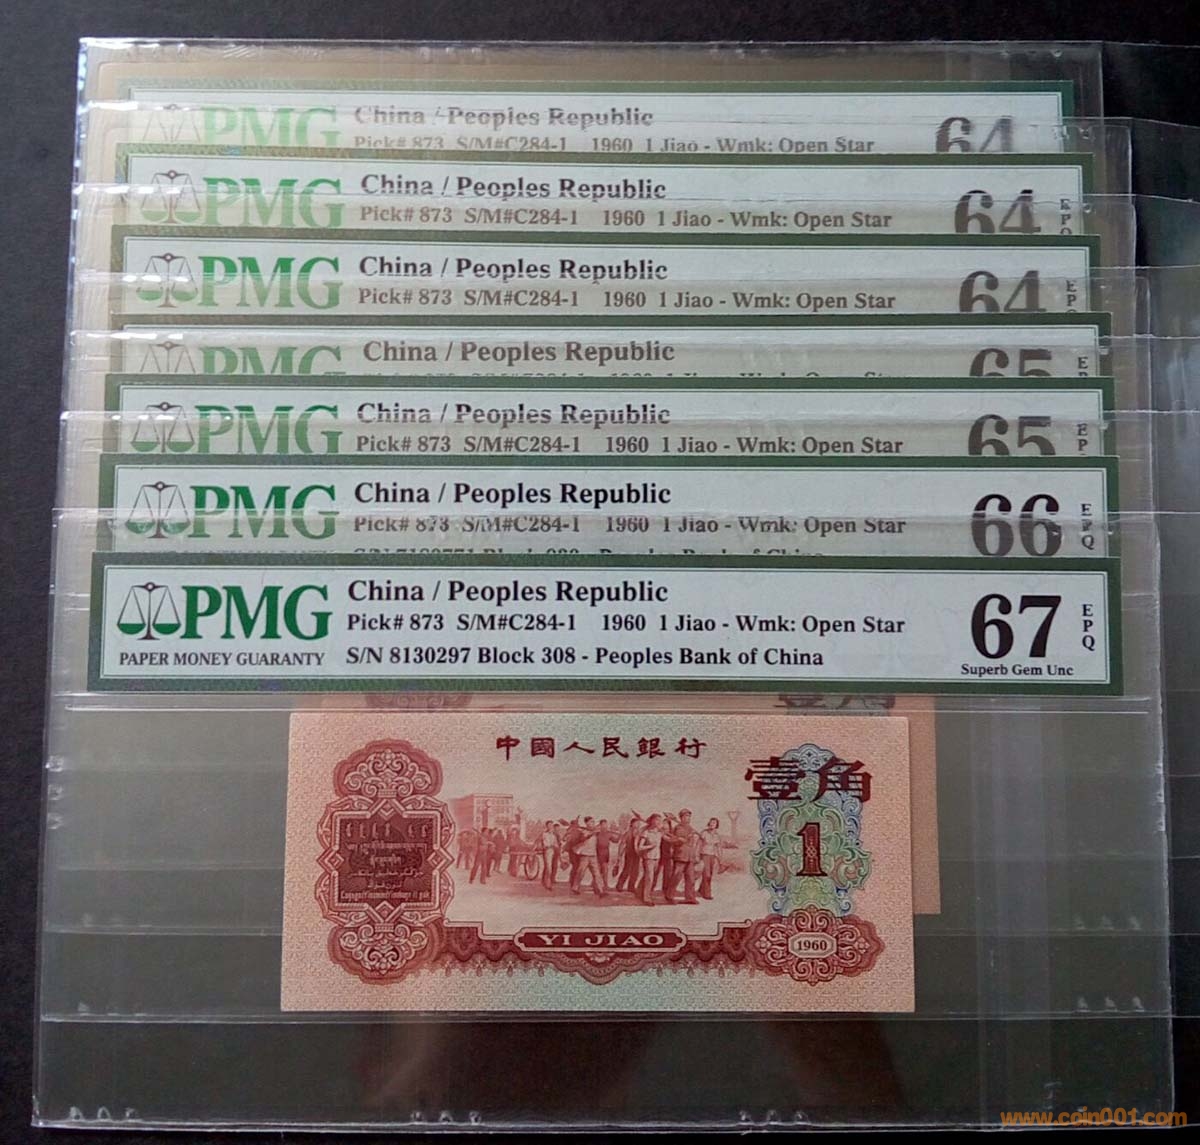 PMG
China / Peoples Republic
Pick# 873 S/M#C284-1 1960 1 Jiao - Wmk: Open Star
64
PMG
China / Peoples Republic
Pick# 873 S/M#C284-1 1960 1 Jiao - Wmk: Open Star
64
EPQ
PMG
China / Peoples Republic
Pick# 873 S/M#C284-1 1960 1 Jiao - Wmk: Open Star
64
EP
PMG
China / Peoples Republic
65
EP
PMG
China / Peoples Republic
Pick# 873 S/M#C284-1 1960 1 Jiao - Wmk: Open Star
65
EP
PMG
China / Peoples Republic
Pick# 873 S/M#C284-1 1960 1 Jiao - Wmk: Open Star
66
EPQ
PMG
PAPER MONEY GUARANTY
China / Peoples Republic
Pick# 873 S/M#C284-1 1960 1 Jiao - Wmk: Open Star
S/N 8130297 Block 308 - Peoples Bank of China
67
EPQ
Superb Gem Unc
壹角
中國人民銀行
壹角
1
YI JIAO
1960
www.coin001.com